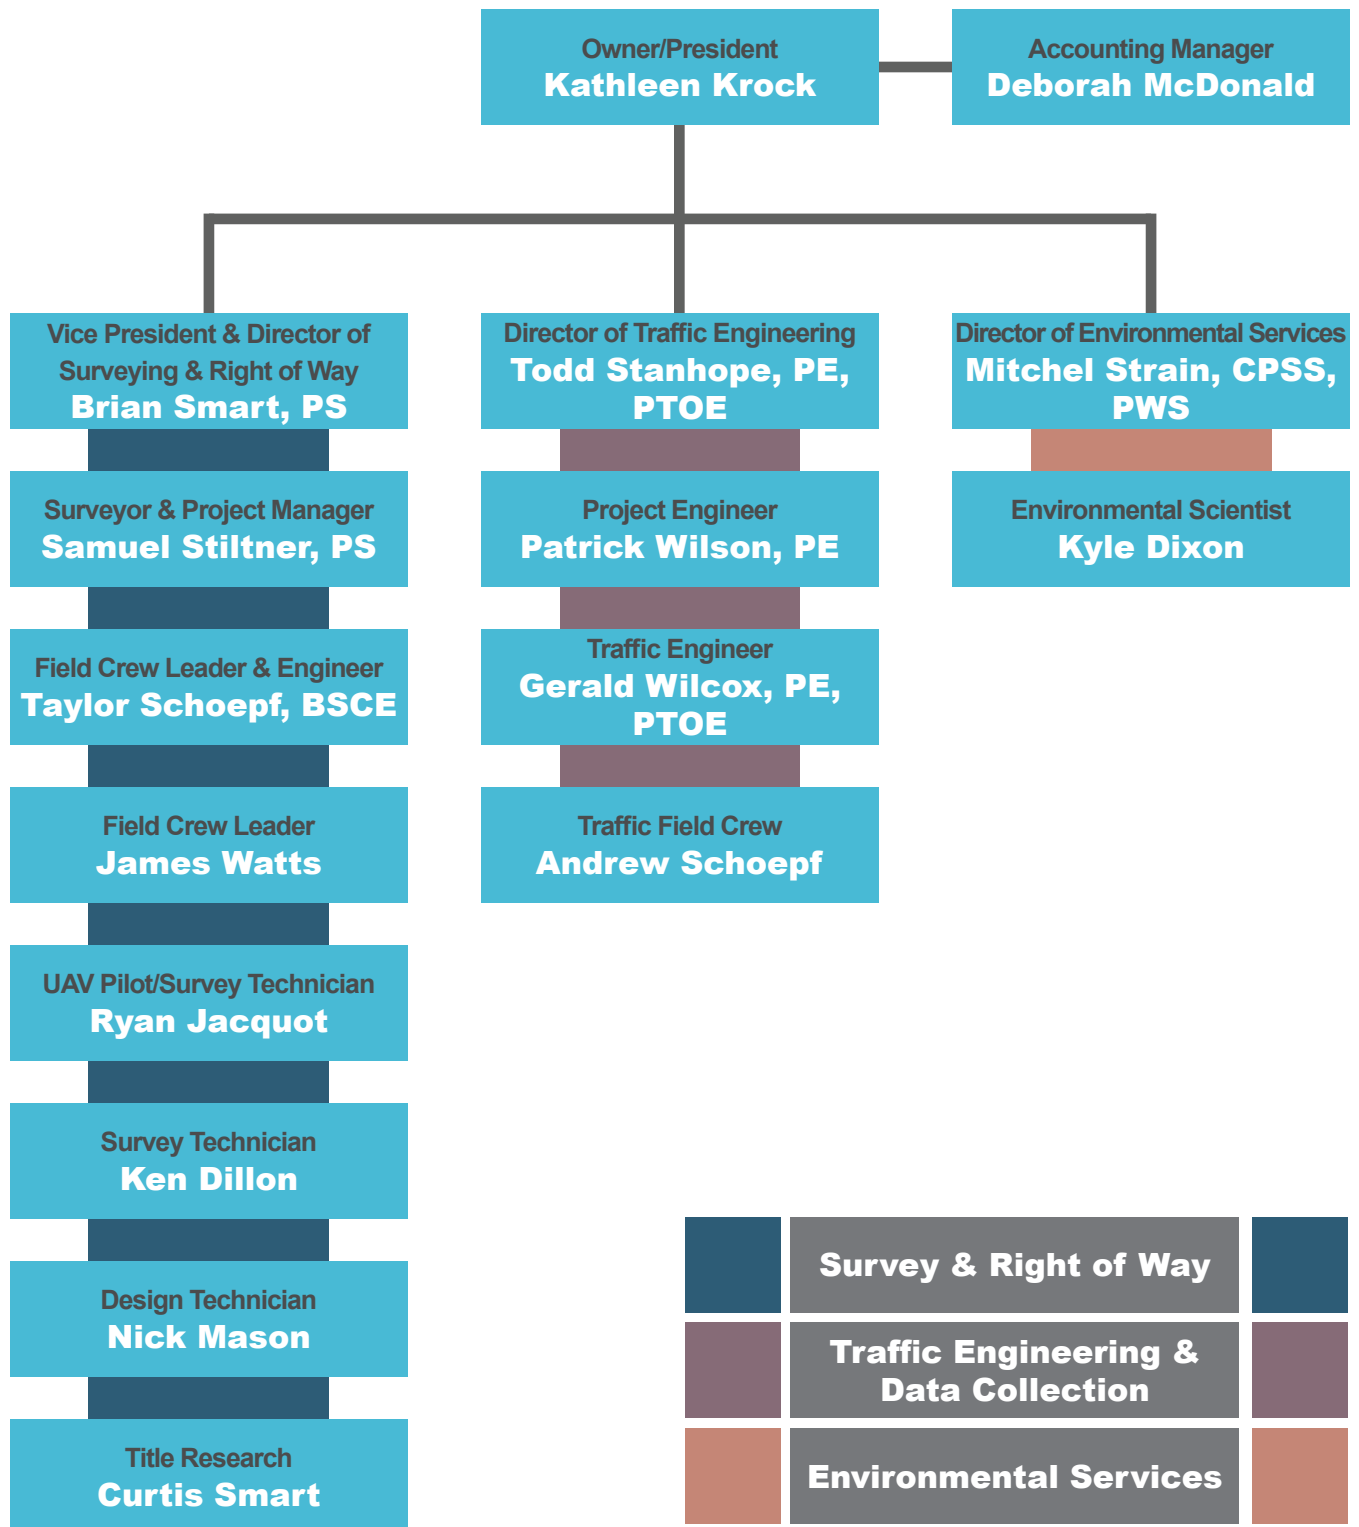 Owner/President
Kathleen Krock
Accounting Manager
Deborah McDonald
Vice President & Director of
Surveying & Right of Way
Brian Smart, PS
Surveyor & Project Manager
Samuel Stiltner, PS
Field Crew Leader & Engineer
Taylor Schoepf, BSCE
Field Crew Leader
James Watts
UAV Pilot/Survey Technician
Ryan Jacquot
Survey Technician
Ken Dillon
Design Technician
Nick Mason
Title Research
Curtis Smart
Director of Traffic Engineering
Todd Stanhope, PE,
PTOE
Project Engineer
Patrick Wilson, PE
Traffic Engineer
Gerald Wilcox, PE,
PTOE
Traffic Field Crew
Andrew Schoepf
Director of Environmental Services
Mitchel Strain, CPSS,
PWS
Environmental Scientist
Kyle Dixon
Survey & Right of Way
Traffic Engineering &
Data Collection
Environmental Services